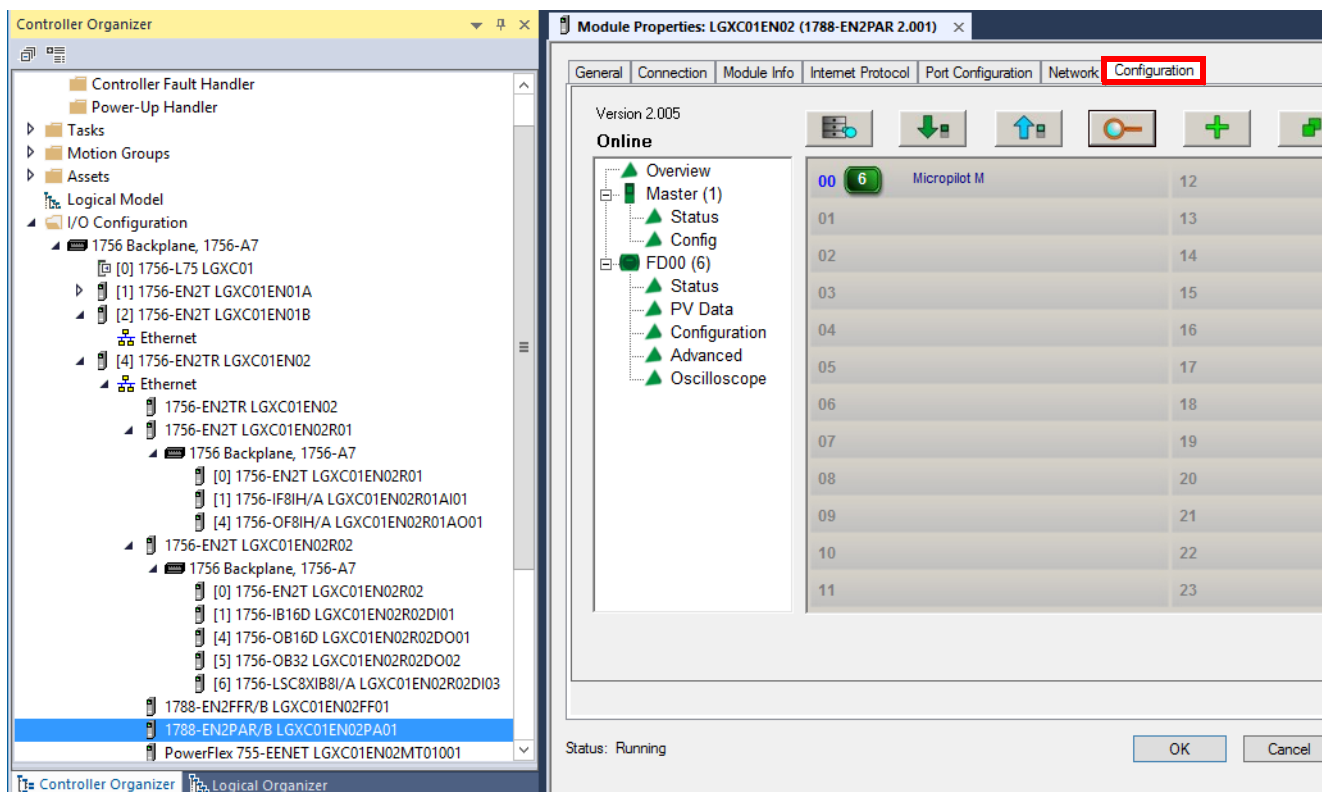 Controller Organizer
Controller Fault Handler
Power-Up Handler
Tasks
Motion Groups
Assets
Logical Model
I/O Configuration
1756 Backplane, 1756-A7
[0] 1756-L75 LGXC01
[1] 1756-EN2T LGXC01EN01A
[2] 1756-EN2T LGXC01EN01B
Ethernet
[4] 1756-EN2TR LGXC01EN02
Ethernet
1756-EN2TR LGXC01EN02
1756-EN2T LGXC01EN02R01
1756 Backplane, 1756-A7
[0] 1756-EN2T LGXC01EN02R01
[1] 1756-IF8IH/A LGXC01EN02R01AI01
[4] 1756-OF8IH/A LGXC01EN02R01AO01
1756-EN2T LGXC01EN02R02
1756 Backplane, 1756-A7
[0] 1756-EN2T LGXC01EN02R02
[1] 1756-IB16D LGXC01EN02R02DI01
[4] 1756-OB16D LGXC01EN02R02DO01
[5] 1756-OB32 LGXC01EN02R02DO02
[6] 1756-LSC8XIB8I/A LGXC01EN02R02DI03
1788-EN2FFR/B LGXC01EN02FF01
1788-EN2PAR/B LGXC01EN02PA01
PowerFlex 755-EENET LGXC01EN02MT01001
Controller Organizer Logical Organizer
Module Properties: LGXC01EN02 (1788-EN2PAR 2.001)
General Connection Module Info Internet Protocol Port Configuration Network Configuration
Version 2.005
Online
Overview
Master (1)
Status
Config
FD00 (6)
Status
PV Data
Configuration
Advanced
Oscilloscope
00 6 Micropilot M 12
01 13
02 14
03 15
04 16
05 17
06 18
07 19
08 20
09 21
10 22
11 23
Status: Running
OK Cancel